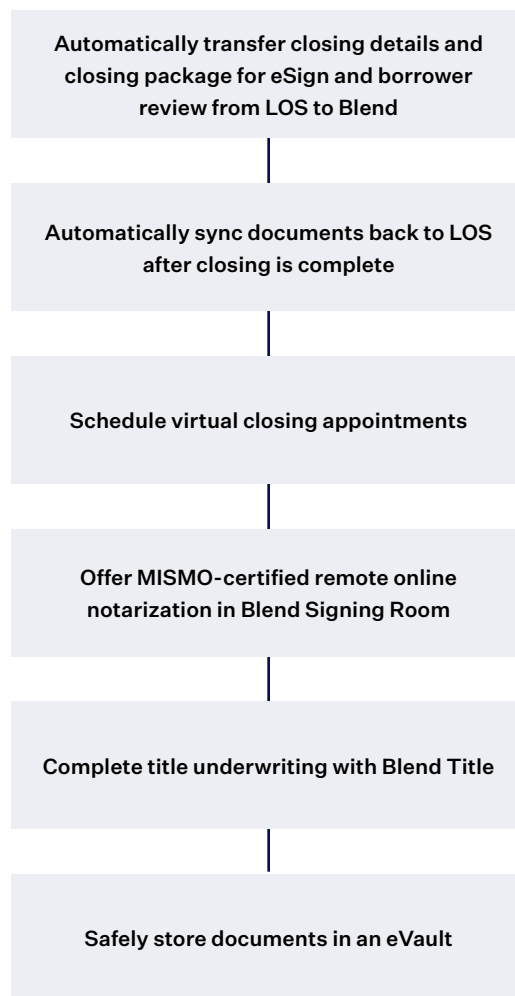 Automatically transfer closing details and
closing package for eSign and borrower
review from LOS to Blend
Automatically sync documents back to LOS
after closing is complete
Schedule virtual closing appointments
Offer MISMO-certified remote online
notarization in Blend Signing Room
Complete title underwriting with Blend Title
Safely store documents in an eVault